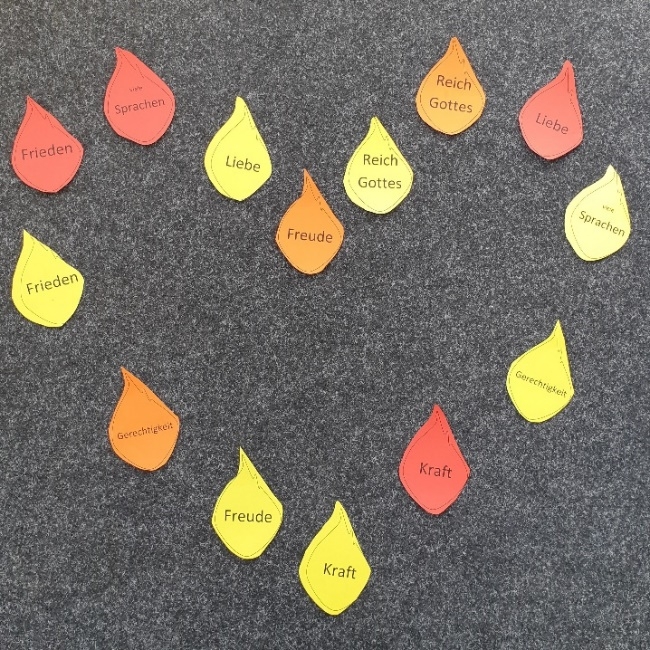 Reich
Gottes
viele
Sprachen
Liebe
Frieden
Liebe
Reich
Gottes
viele
Sprachen
Freude
Frieden
Gerechtigkeit
Gerechtigkeit
Kraft
Freude
Kraft